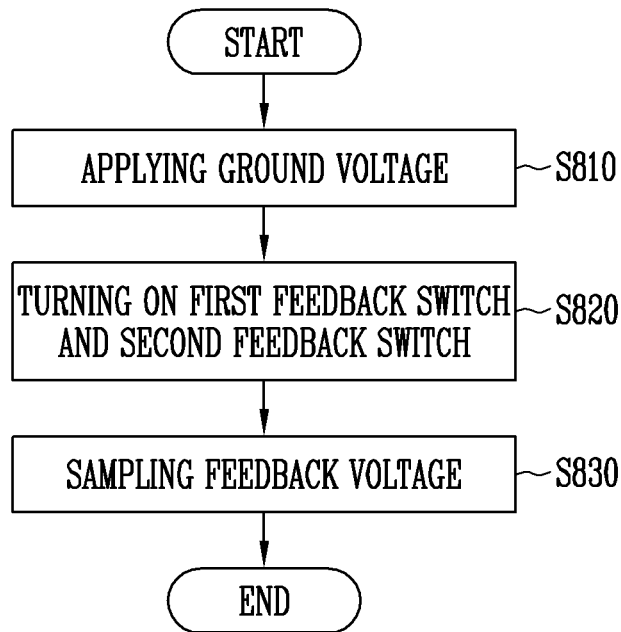 START
APPLYING GROUND VOLTAGE
S810
TURNING ON FIRST FEEDBACK SWITCH
AND SECOND FEEDBACK SWITCH
S820
SAMPLING FEEDBACK VOLTAGE
S830
END